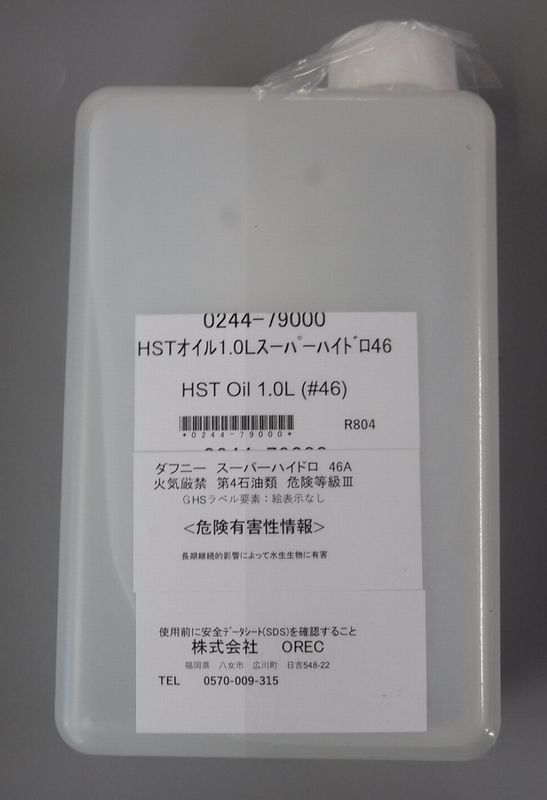 0244-79000
HSTオイル1.0Lスーパーハイドロ46
HST Oil 1.0L (#46)
*0244-79000*
R804
ダフニー スーパーハイドロ 46A
火気厳禁 第4石油類 危険等級Ⅲ
GHSラベル要素：絵表示なし
＜危険有害性情報＞
長期継続的影響によって水生生物に有害
使用前に安全データシート(SDS)を確認すること
株式会社 OREC
福岡県 八女市 広川町 日吉548-22
TEL 0570-009-315